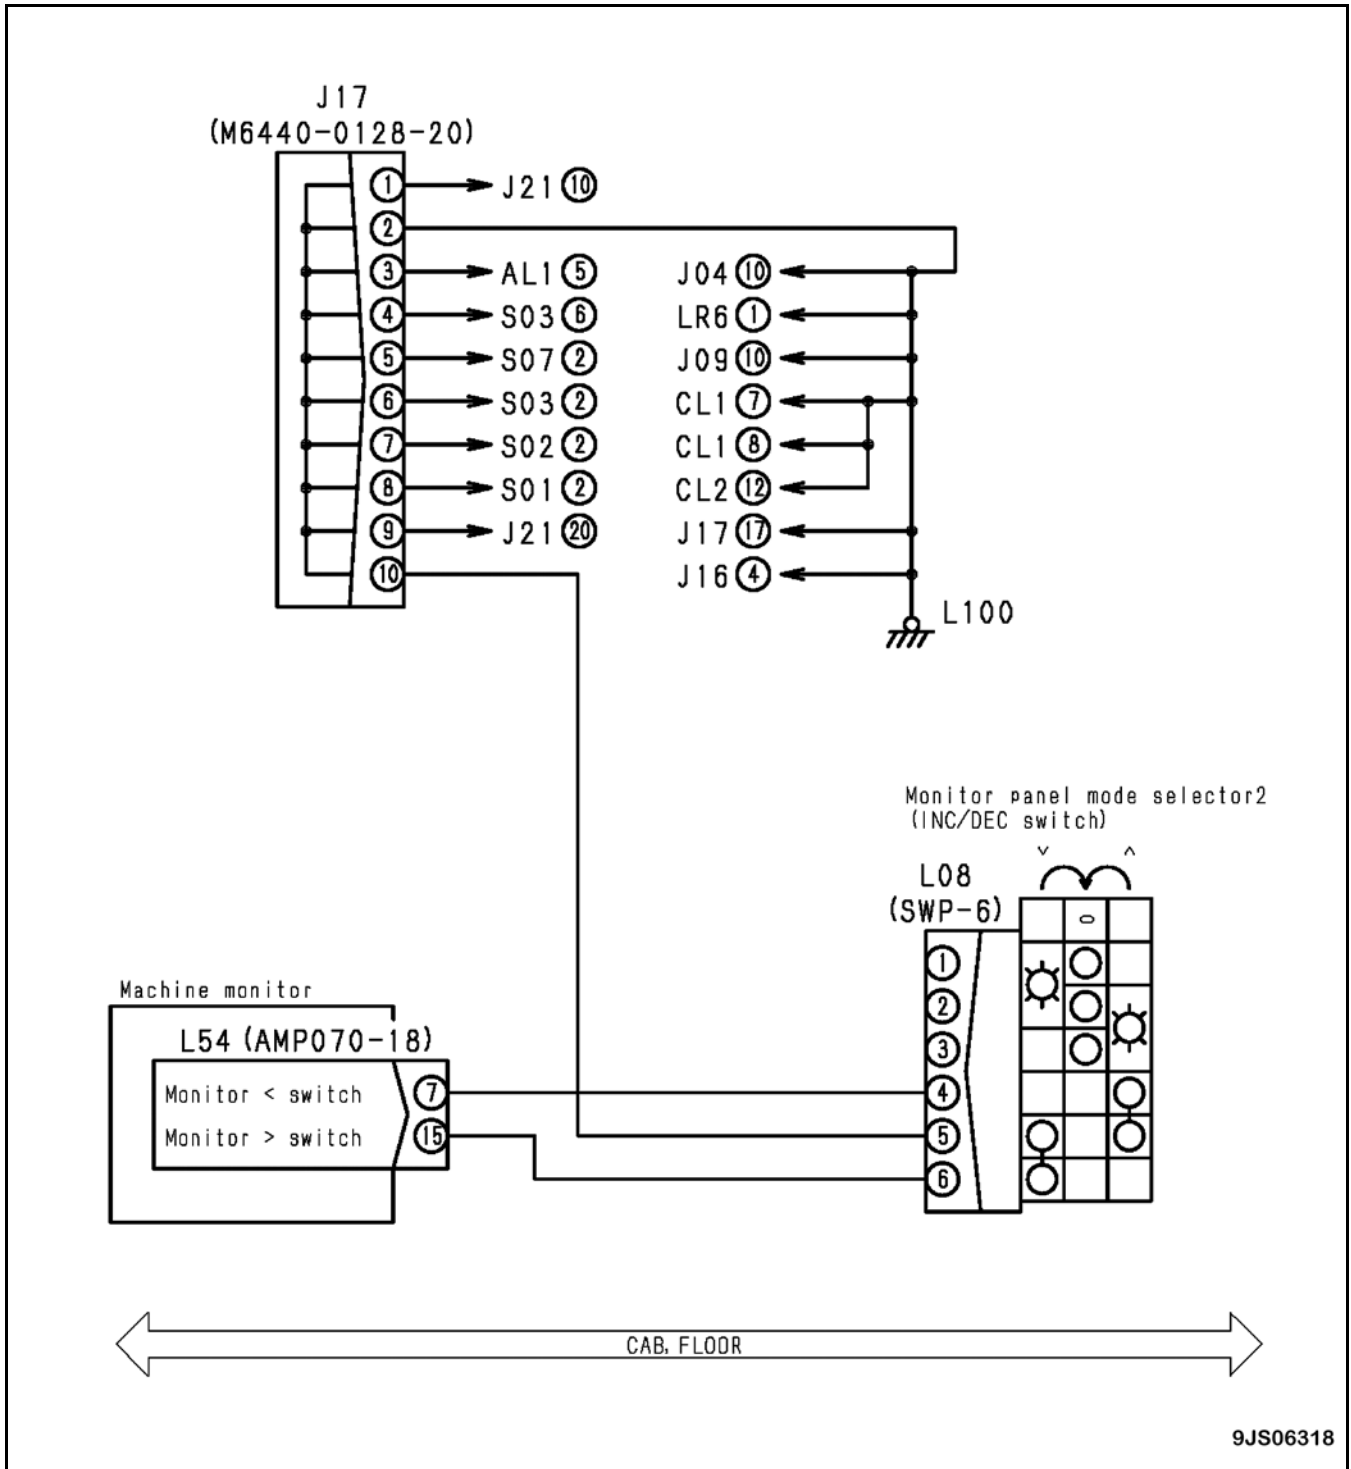 J17
(M6440-0128-20)
1 J21 10
2
3 AL1 5 J04 10
4 S03 6 LR6 1
5 S07 2 J09 10
6 S03 2 CL1 7
7 S02 2 CL1 8
8 S01 2 CL2 12
9 J21 20 J17 17
10 J16 4
L100
Monitor panel mode selector2
(INC/DEC switch)
∨ ∧
L08
(SWP-6)
0
1
2
3
4
5
6
Machine monitor
L54 (AMP070-18)
Monitor < switch 7
Monitor > switch 15
CAB, FLOOR
9JS06318